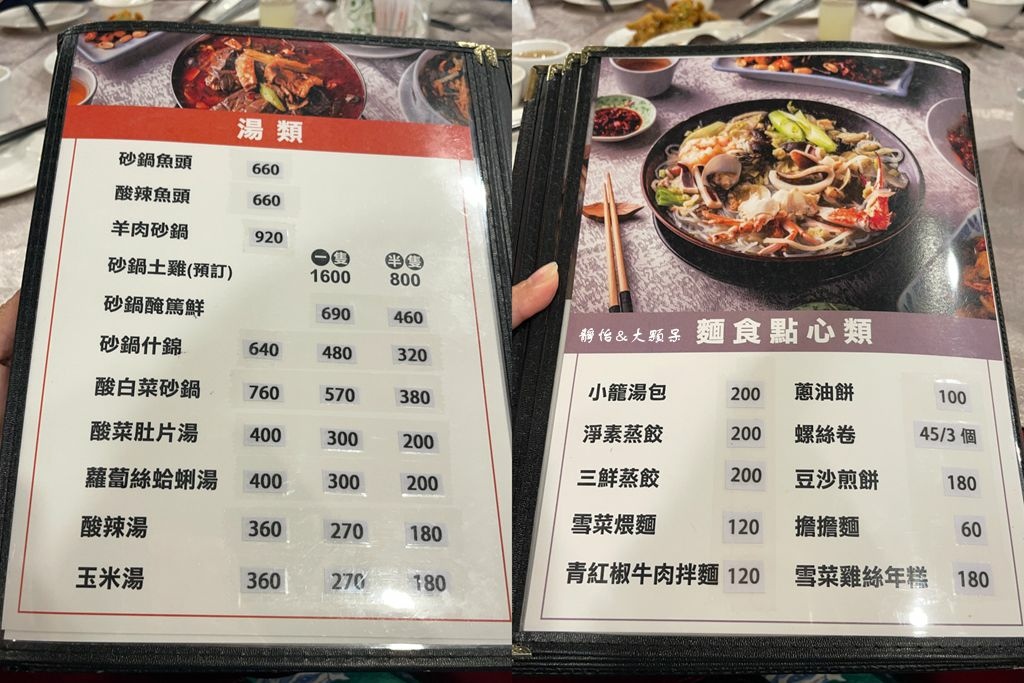 湯類
砂鍋魚頭 660
酸辣魚頭 660
羊肉砂鍋 920
一隻 半隻
砂鍋土雞(預訂) 1600 800
砂鍋醃篤鮮 690 460
砂鍋什錦 640 480 320
酸白菜砂鍋 760 570 380
酸菜肚片湯 400 300 200
蘿蔔絲蛤蜊湯 400 300 200
酸辣湯 360 270 180
玉米湯 360 270 180
靜怡&大顆呆
麵食點心類
小籠湯包 200 蔥油餅 100
淨素蒸餃 200 螺絲卷 45/3 個
三鮮蒸餃 200 豆沙煎餅 180
雪菜煨麵 120 擔擔麵 60
青紅椒牛肉拌麵 120 雪菜雞絲年糕 180